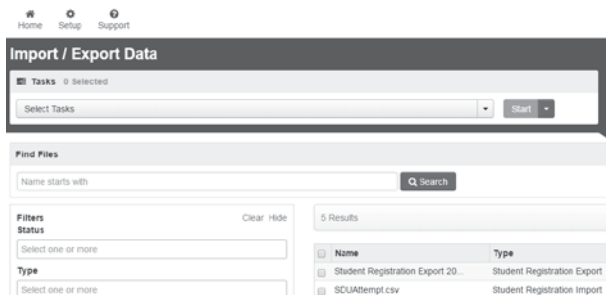 Home Setup Support
Import / Export Data
Tasks 0 Selected
Select Tasks
Start
Find Files
Name starts with
Search
Filters Clear Hide
Status
Select one or more
Type
Select one or more
5 Results
Name Type
Student Registration Export 20... Student Registration Export
SDUAttempt.csv Student Registration Import